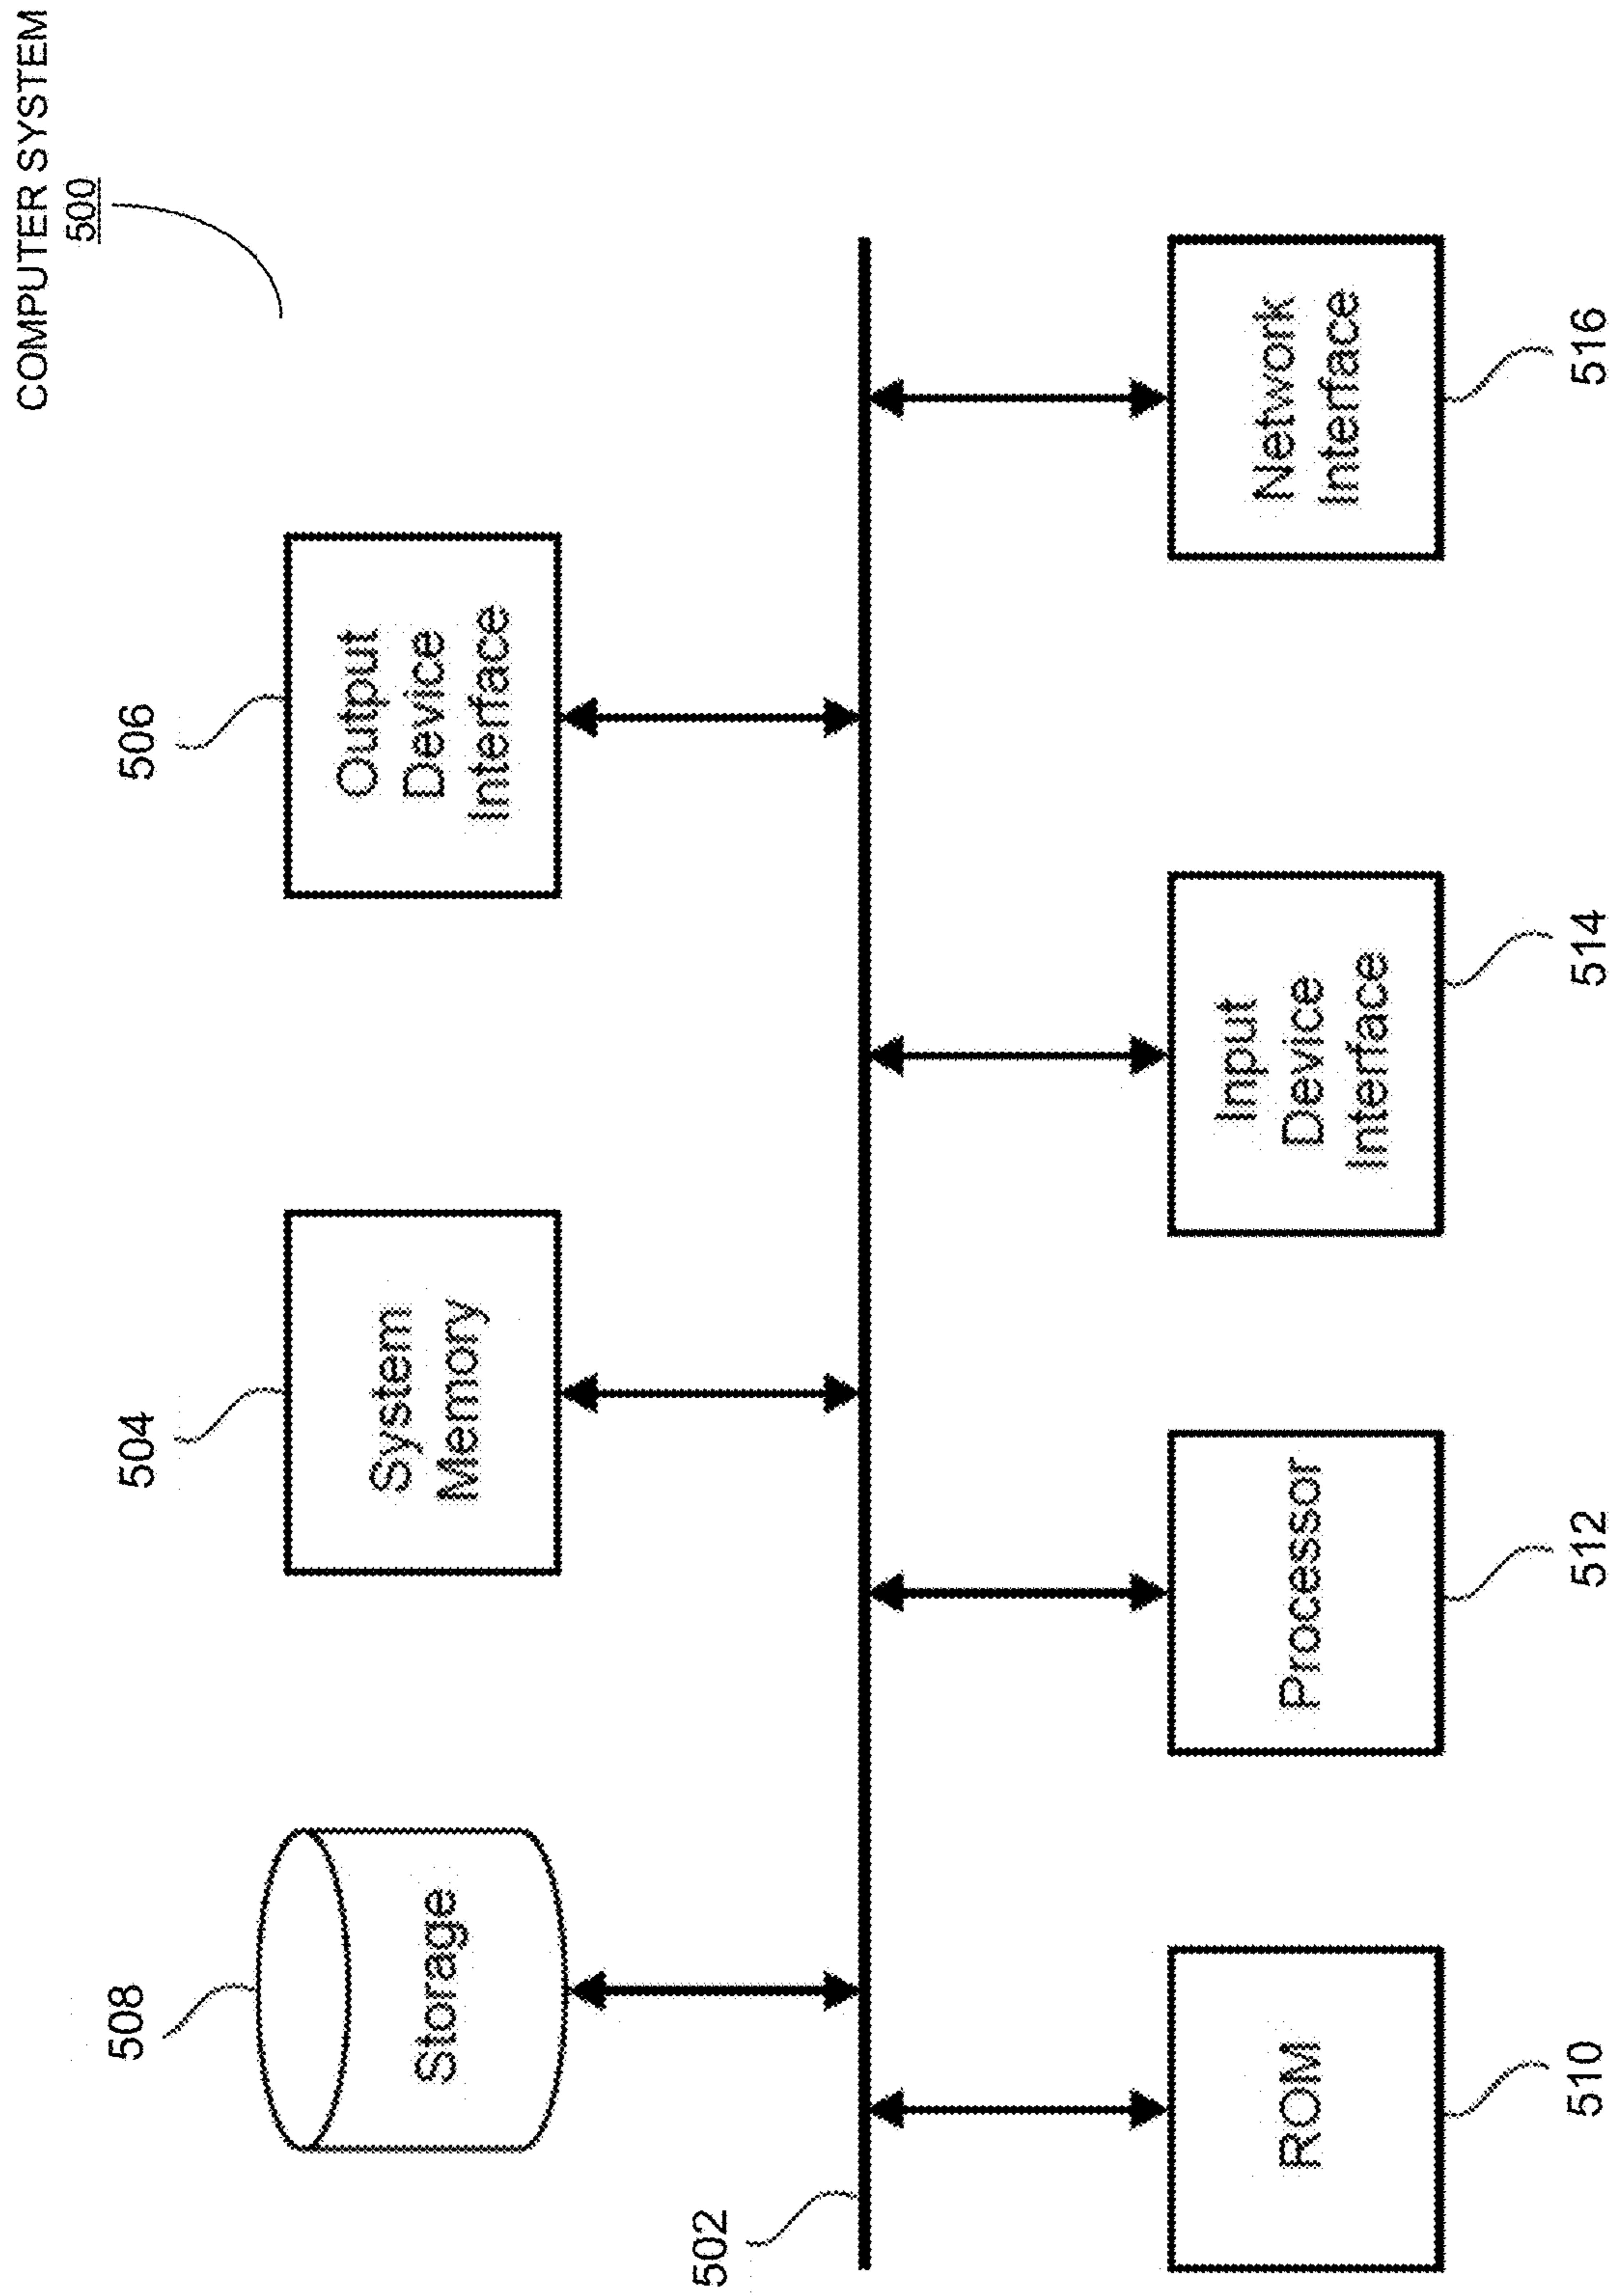 COMPUTER SYSTEM
500
508
504
506
Storage
System
Memory
Output
Device
Interface
502
ROM
Processor
Input
Device
Interface
Network
Interface
510
512
514
516